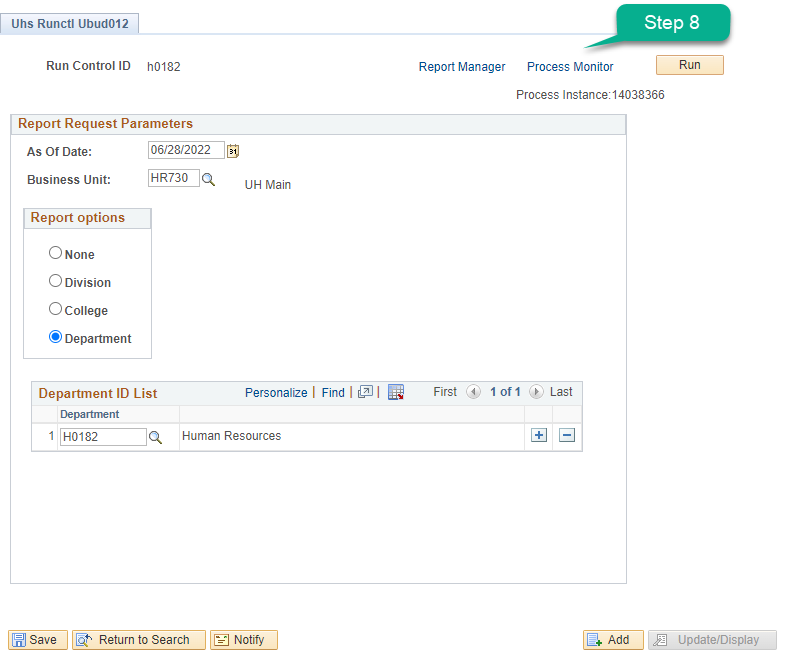 Uhs Runctl Ubud012
Step 8
Run Control ID h0182 Report Manager Process Monitor Run
Process Instance:14038366
Report Request Parameters
As Of Date: 06/28/2022 31
Business Unit: HR730 UH Main
Report options
None
Division
College
Department
Department ID List Personalize | Find | | First 1 of 1 Last
Department
1 H0182 Human Resources
Save Return to Search Notify Add Update/Display